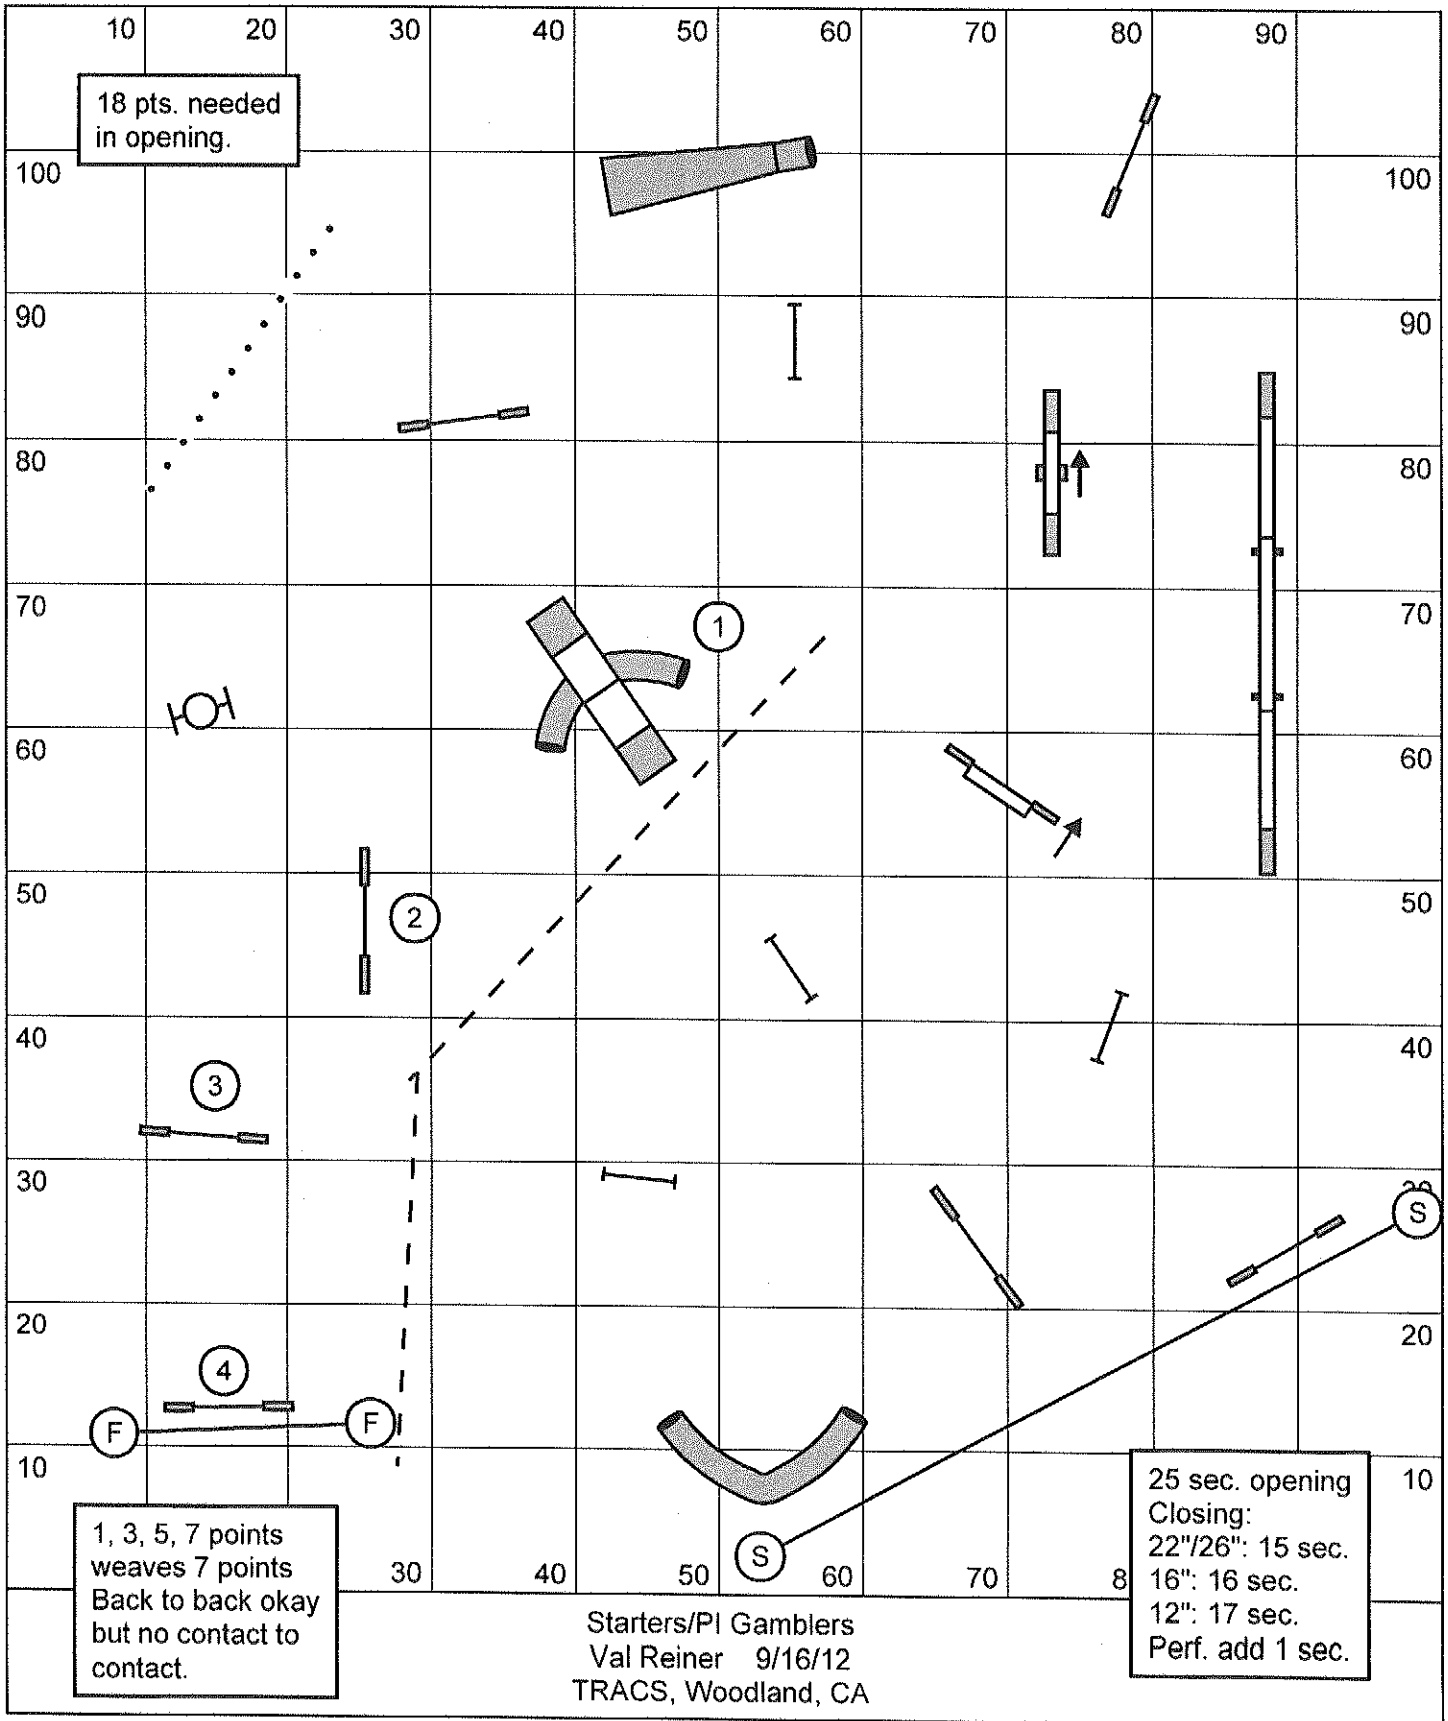 10 20 30 40 50 60 70 80 90
18 pts. needed
in opening.
100 100
90 90
80 80
70 70
1
60 60
50 50
2
40 40
3
30 30
S
20 20
4
F F
10 10
S
1, 3, 5, 7 points
weaves 7 points
Back to back okay
but no contact to
contact.
25 sec. opening
Closing:
22"/26": 15 sec.
16": 16 sec.
12": 17 sec.
Perf. add 1 sec.
30 40 50 60 70 8
Starters/PI Gamblers
Val Reiner 9/16/12
TRACS, Woodland, CA